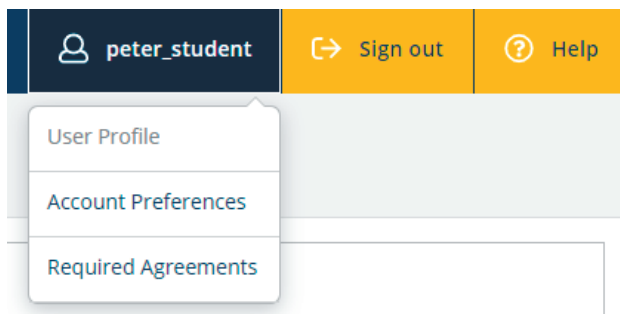 peter_student Sign out Help
User Profile
Account Preferences
Required Agreements